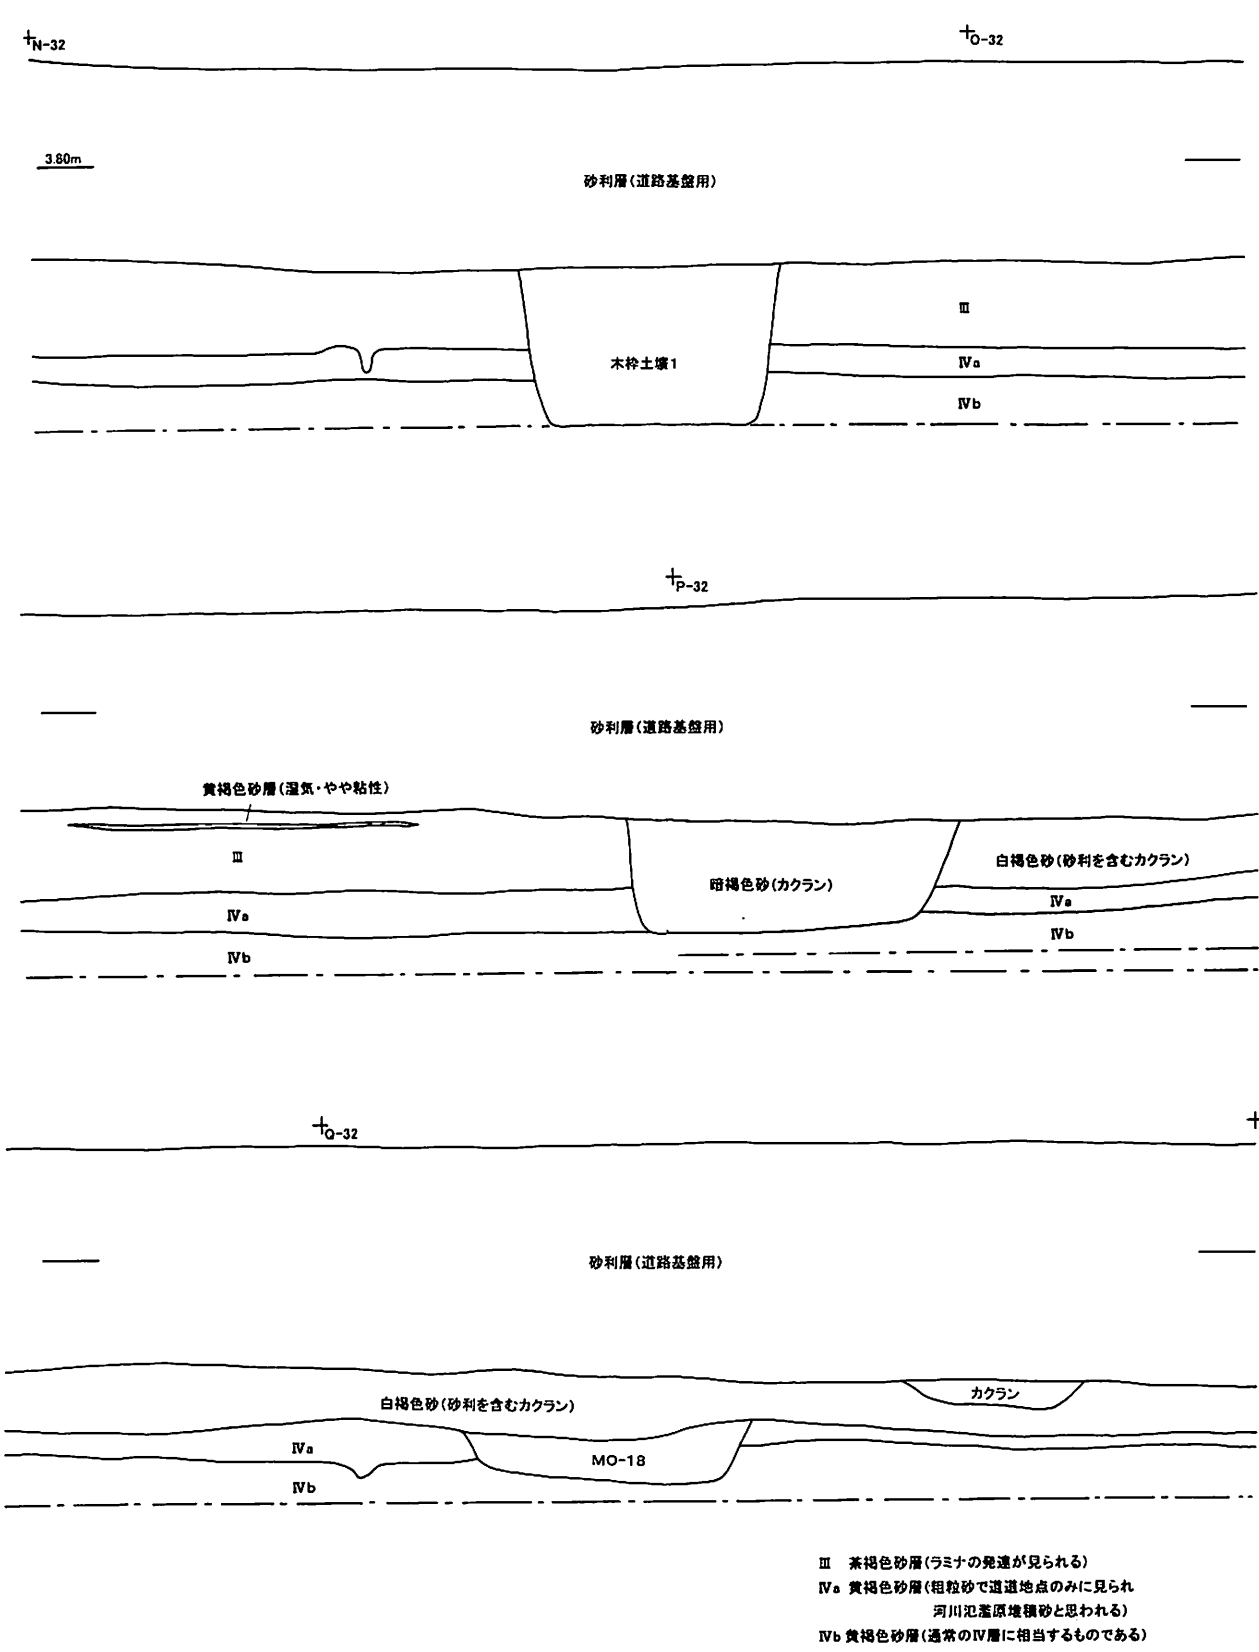 N-32
O-32
3.80m
砂利層(道路基盤用)
Ⅲ
木枠土壙1
Ⅳa
Ⅳb
P-32
砂利層(道路基盤用)
黄褐色砂層(湿気・やや粘性)
Ⅲ
白褐色砂(砂利を含むカクラン)
暗褐色砂(カクラン)
Ⅳa
Ⅳa
Ⅳb
Ⅳb
Q-32
砂利層(道路基盤用)
カクラン
白褐色砂(砂利を含むカクラン)
Ⅳa
MO-18
Ⅳb
Ⅲ 茶褐色砂層(ラミナの発達が見られる)
Ⅳa 黄褐色砂層(粗粒砂で道道地点のみに見られ
河川氾濫原堆積砂と思われる)
Ⅳb 黄褐色砂層(通常のⅣ層に相当するものである)